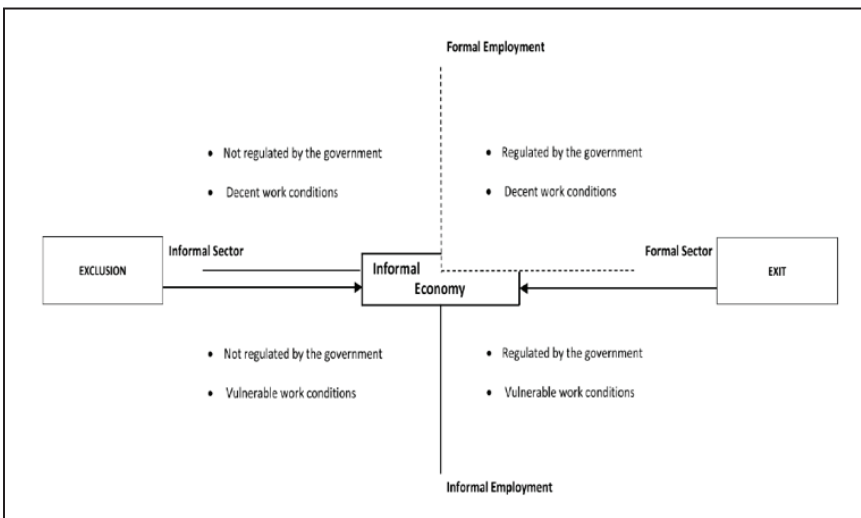 Formal Employment
• Not regulated by the government
• Decent work conditions
• Regulated by the government
• Decent work conditions
EXCLUSION
Informal Sector
Informal
Economy
Formal Sector
EXIT
• Not regulated by the government
• Vulnerable work conditions
• Regulated by the government
• Vulnerable work conditions
Informal Employment